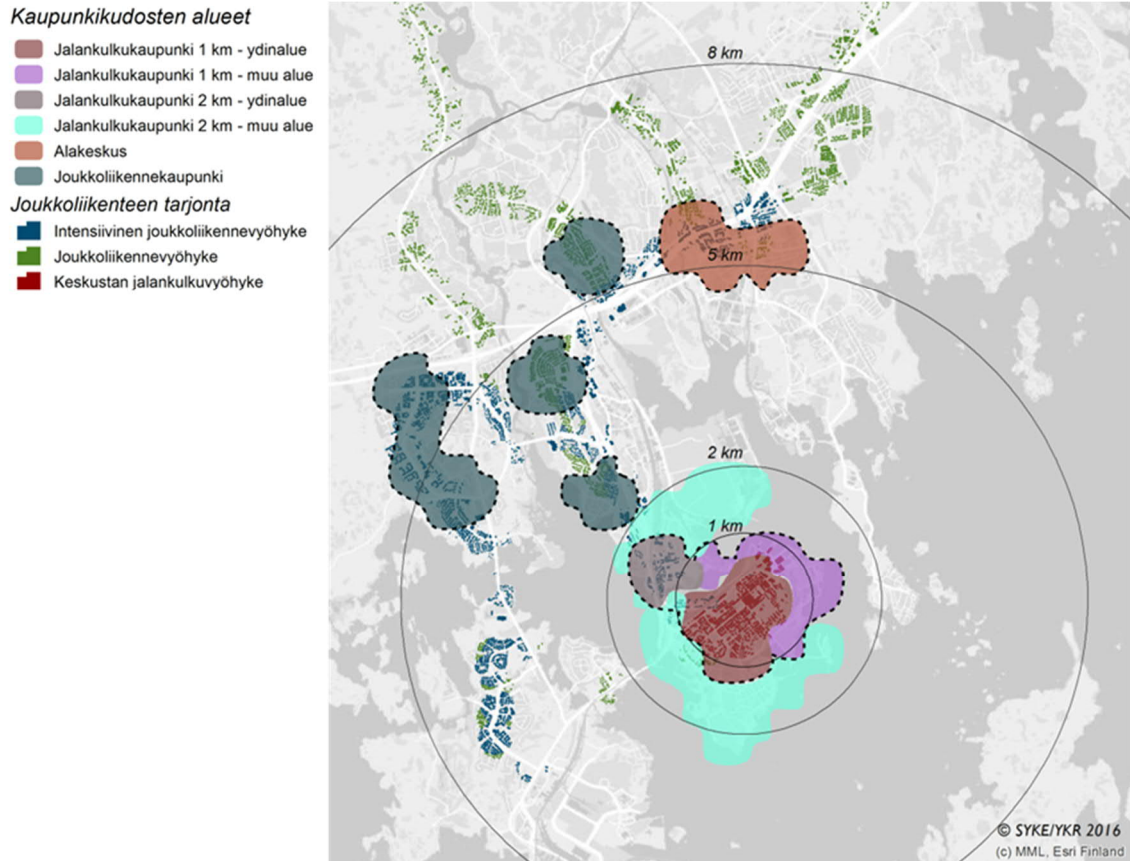 Kaupunkikudosten alueet
Jalankulkukaupunki 1 km - ydinalue
Jalankulkukaupunki 1 km - muu alue
Jalankulkukaupunki 2 km - ydinalue
Jalankulkukaupunki 2 km - muu alue
Alakeskus
Joukkoliikennekaupunki
Joukkoliikenteen tarjonta
Intensiivinen joukkoliikennevyöhyke
Joukkoliikennevyöhyke
Keskustan jalankulkuvyöhyke
8 km
5 km
2 km
1 km
© SYKE/YKR 2016
(c) MML, Esri Finland